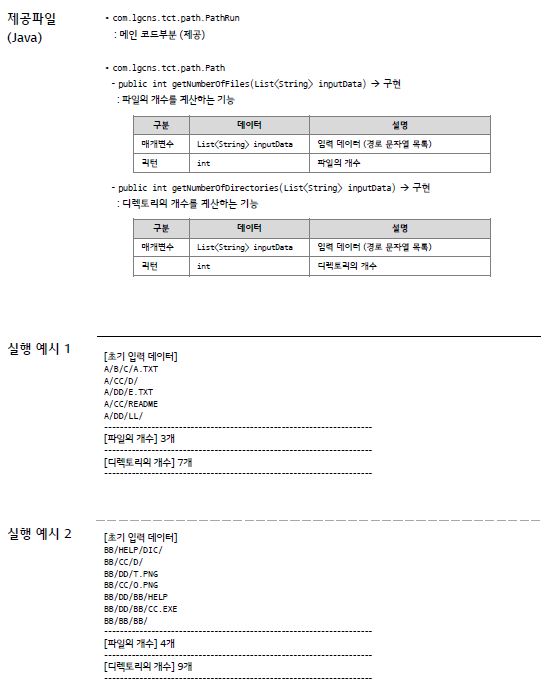 제공파일
(Java)
• com.lgcns.tct.path.PathRun
: 메인 코드부분 (제공)
• com.lgcns.tct.path.Path
- public int getNumberOfFiles(List<String> inputData) → 구현
: 파일의 개수를 계산하는 기능
구분 데이터 설명
매개변수 List<String> inputData 입력 데이터 (경로 문자열 목록)
리턴 int 파일의 개수
- public int getNumberOfDirectories(List<String> inputData) → 구현
: 디렉토리의 개수를 계산하는 기능
구분 데이터 설명
매개변수 List<String> inputData 입력 데이터 (경로 문자열 목록)
리턴 int 디렉토리의 개수
실행 예시 1
[초기 입력 데이터]
A/B/C/A.TXT
A/CC/D/
A/DD/E.TXT
A/CC/README
A/DD/LL/
---------------------------------------------------------------
[파일의 개수] 3개
---------------------------------------------------------------
[디렉토리의 개수] 7개
---------------------------------------------------------------
실행 예시 2
[초기 입력 데이터]
BB/HELP/DIC/
BB/CC/D/
BB/DD/T.PNG
BB/CC/O.PNG
BB/DD/BB/HELP
BB/DD/BB/CC.EXE
BB/BB/BB/
---------------------------------------------------------------
[파일의 개수] 4개
---------------------------------------------------------------
[디렉토리의 개수] 9개
---------------------------------------------------------------